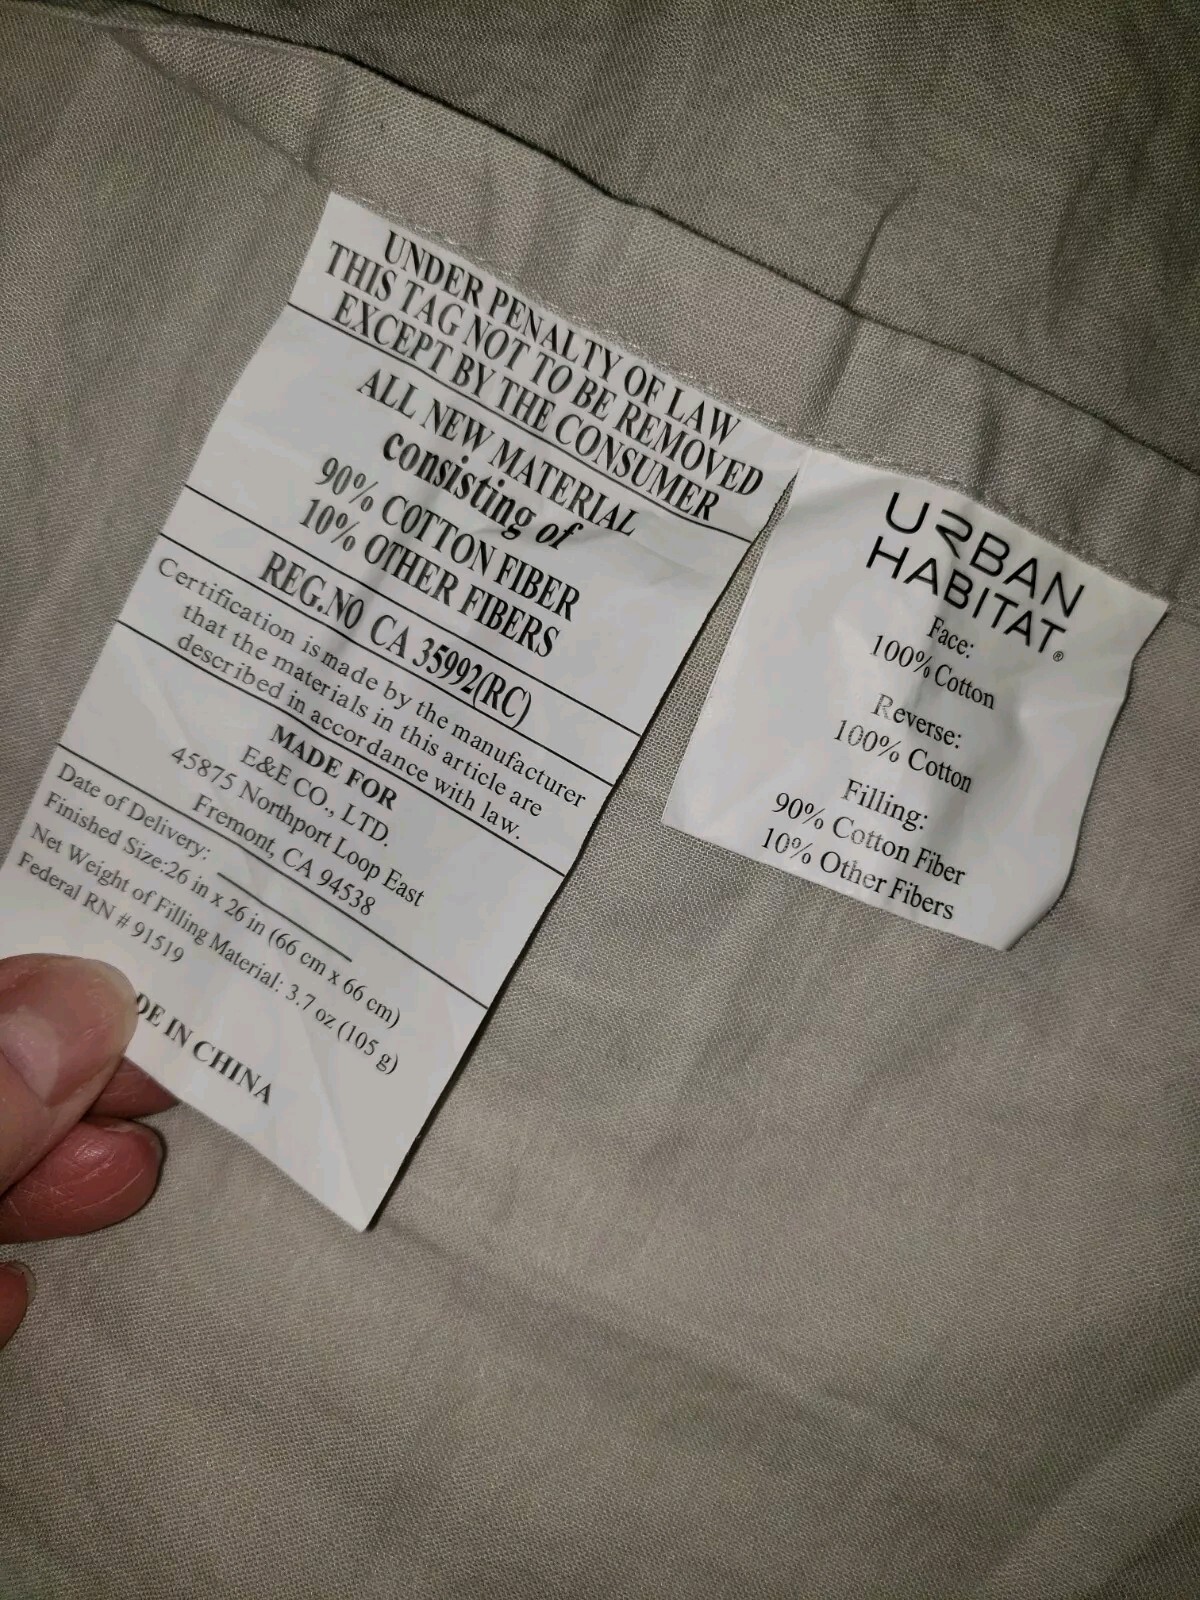 UNDER PENALTY OF LAW
THIS TAG NOT TO BE REMOVED
EXCEPT BY THE CONSUMER
ALL NEW MATERIAL
consisting of
90% COTTON FIBER
10% OTHER FIBERS
REG.NO CA 35992(RC)
Certification is made by the manufacturer
that the materials in this article are
described in accordance with law.
MADE FOR
E&E CO., LTD.
45875 Northport Loop East
Fremont, CA 94538
Date of Delivery:
Finished Size:26 in x 26 in (66 cm x 66 cm)
Net Weight of Filling Material: 3.7 oz (105 g)
Federal RN # 91519
DE IN CHINA
URBAN
HABITAT®
Face:
100% Cotton
Reverse:
100% Cotton
Filling:
90% Cotton Fiber
10% Other Fibers